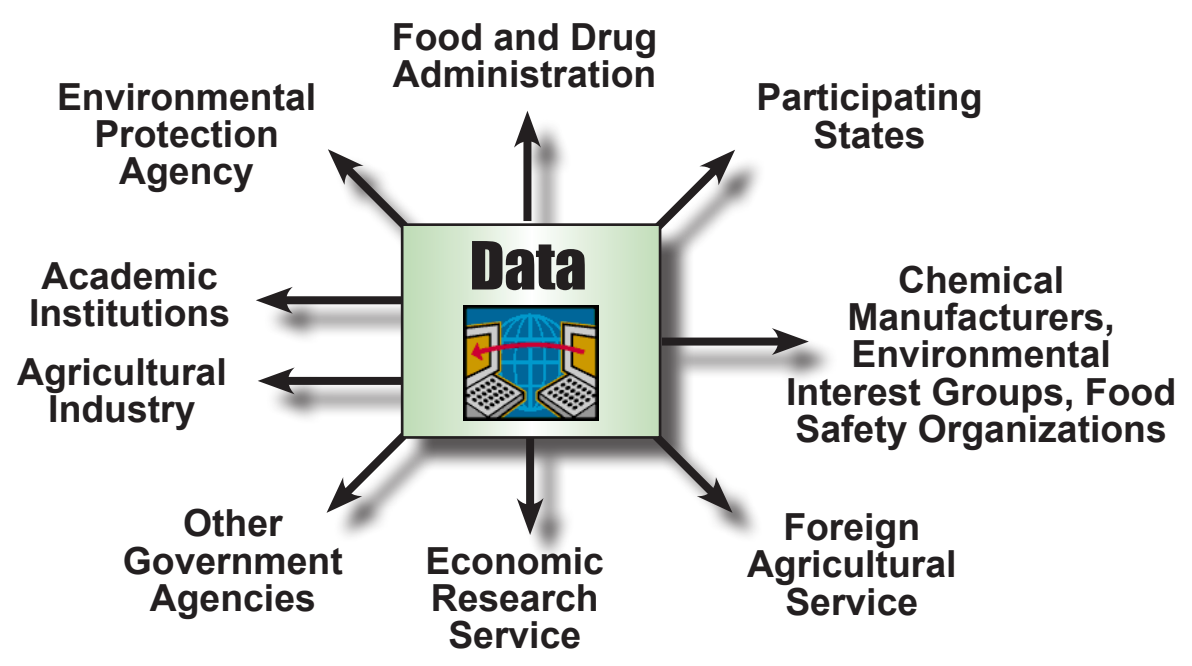 Food and Drug
Administration
Environmental
Protection
Agency
Participating
States
Data
Academic
Institutions
Agricultural
Industry
Chemical
Manufacturers,
Environmental
Interest Groups, Food
Safety Organizations
Other
Government
Agencies
Economic
Research
Service
Foreign
Agricultural
Service